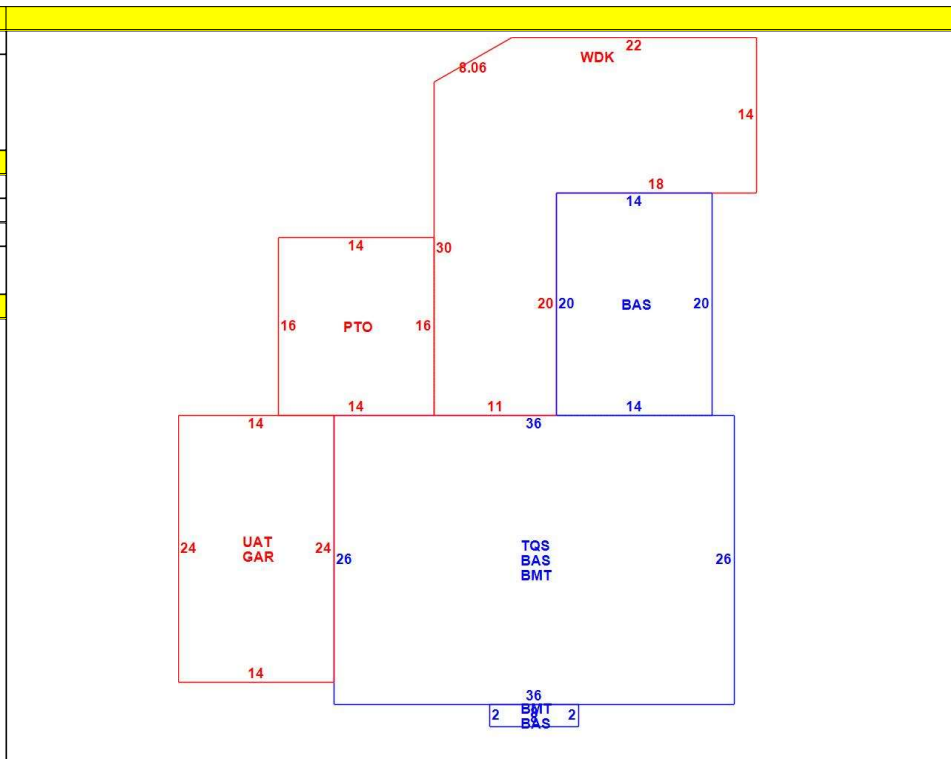 22
WDK
8.06
14
18
14
14
30
20 20 BAS 20
16 PTO 16
14 11 14
14 36
UAT
GAR
24 24
26 26
TQS
BAS
BMT
14
36
BMT
2 8 2
BAS